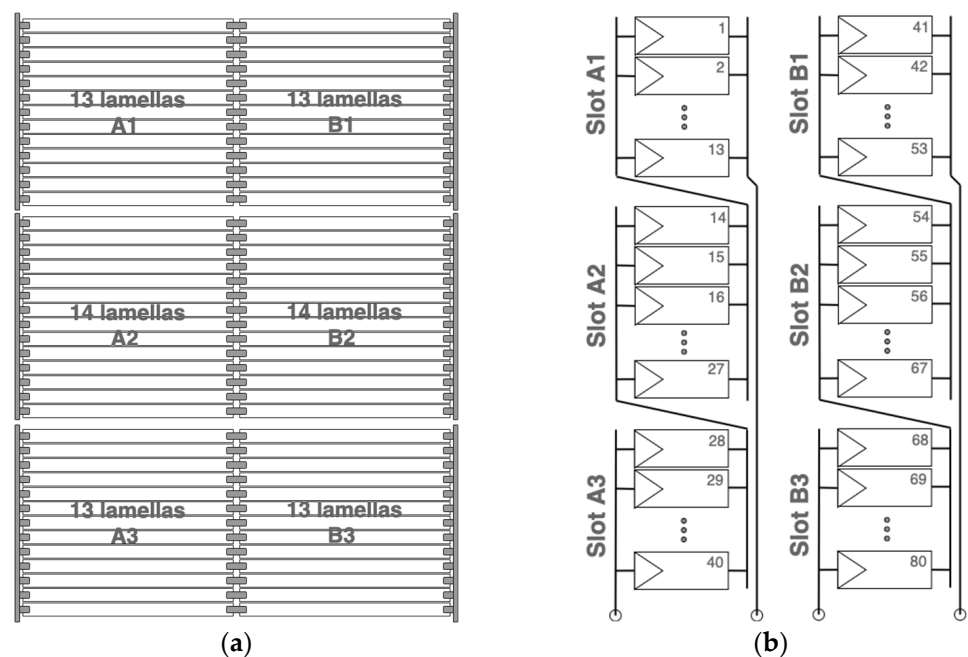 13 lamellas
A1
13 lamellas
B1
14 lamellas
A2
14 lamellas
B2
13 lamellas
A3
13 lamellas
B3
(a)
Slot A1
1
2
13
Slot A2
14
15
16
27
Slot A3
28
29
40
Slot B1
41
42
53
Slot B2
54
55
56
67
Slot B3
68
69
80
(b)